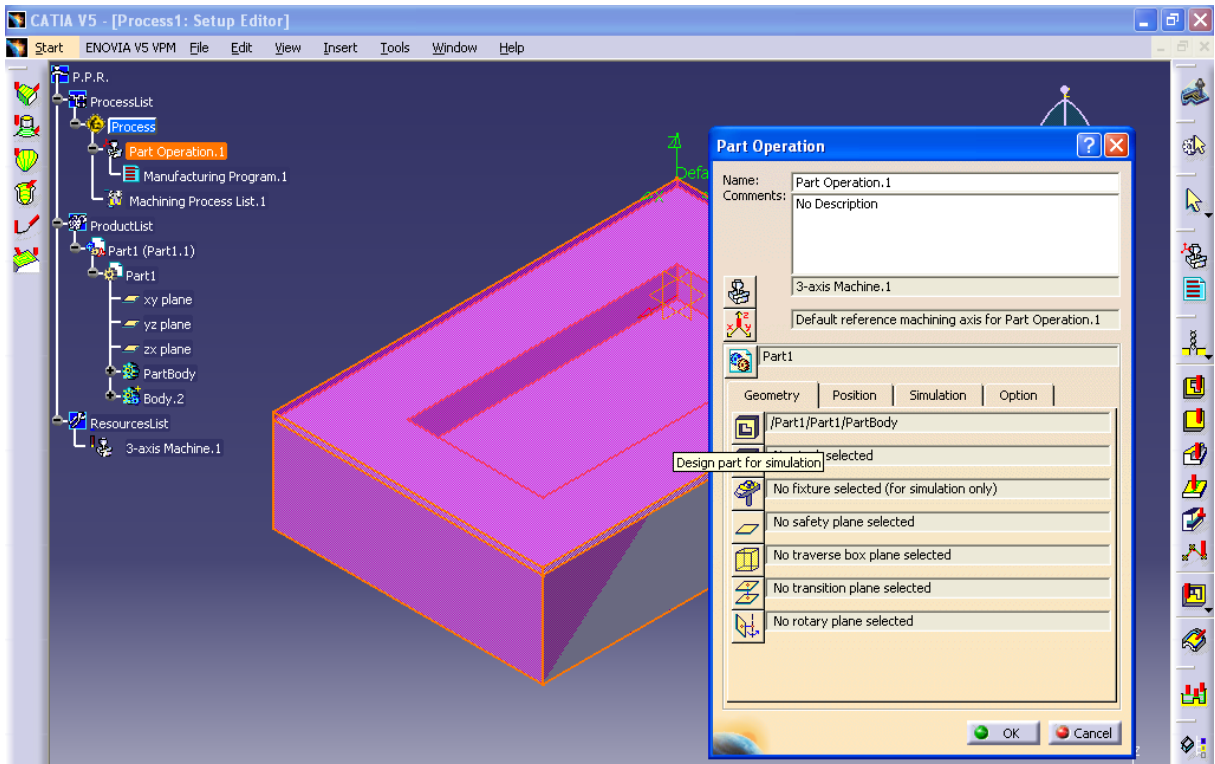 CATIA V5 - [Process1: Setup Editor]
Start ENOVIA V5 VPM File Edit View Insert Tools Window Help
P.P.R.
ProcessList
Process
Part Operation.1
Manufacturing Program.1
Machining Process List.1
ProductList
Part1 (Part1.1)
Part1
xy plane
yz plane
zx plane
PartBody
Body.2
ResourcesList
3-axis Machine.1
Defa
Part Operation
Name: Part Operation.1
Comments: No Description
3-axis Machine.1
Default reference machining axis for Part Operation.1
Part1
Geometry Position Simulation Option
/Part1/Part1/PartBody
selected
Design part for simulation
No fixture selected (for simulation only)
No safety plane selected
No traverse box plane selected
No transition plane selected
No rotary plane selected
OK Cancel
z